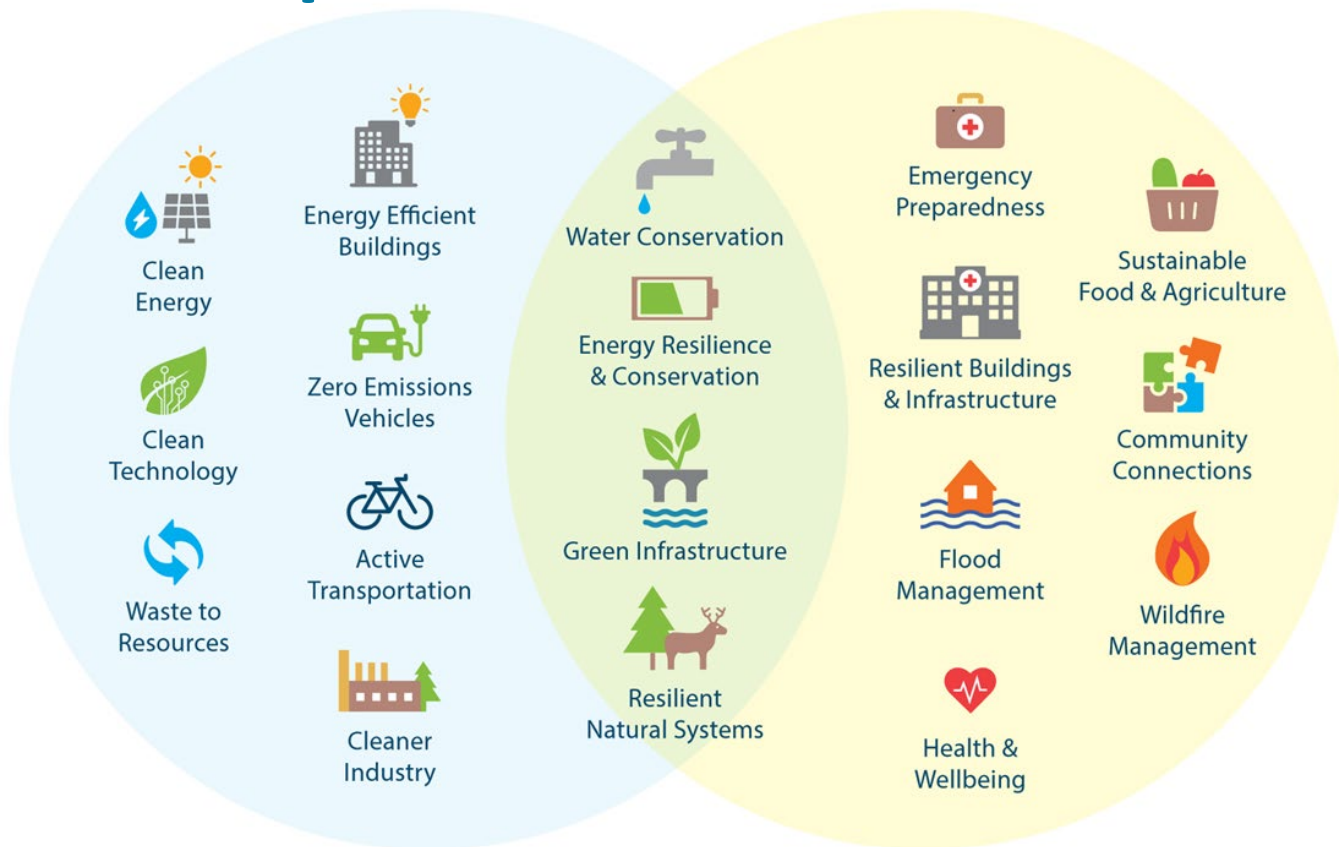 Clean
Energy
Clean
Technology
Waste to
Resources
Energy Efficient
Buildings
Zero Emissions
Vehicles
Active
Transportation
Cleaner
Industry
Water Conservation
Energy Resilience
& Conservation
Green Infrastructure
Resilient
Natural Systems
Emergency
Preparedness
Resilient Buildings
& Infrastructure
Flood
Management
Health &
Wellbeing
Sustainable
Food & Agriculture
Community
Connections
Wildfire
Management